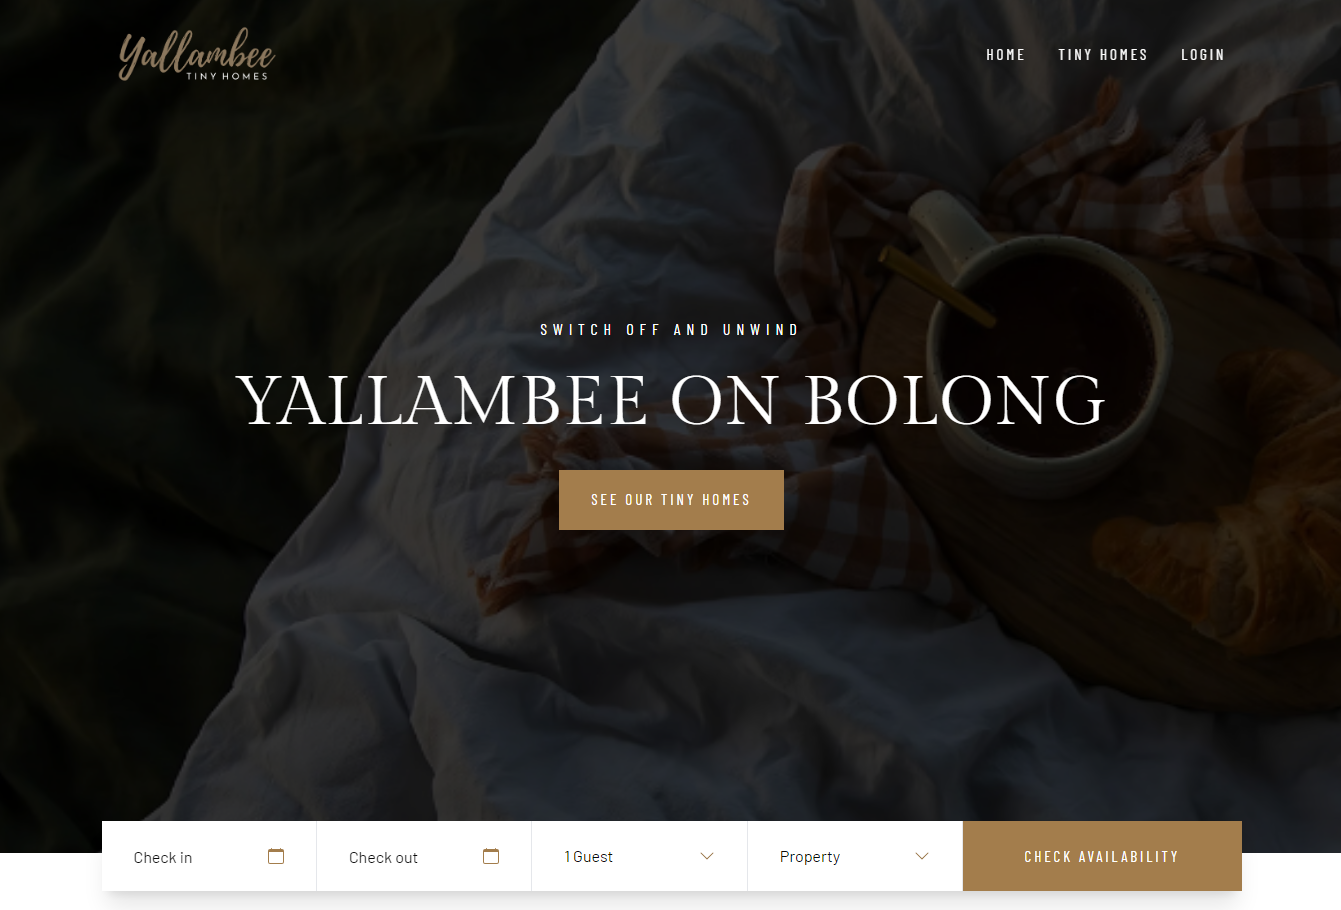 Yallambee
TINY HOMES
HOME TINY HOMES LOGIN
SWITCH OFF AND UNWIND
YALLAMBEE ON BOLONG
SEE OUR TINY HOMES
Check in Check out 1 Guest Property CHECK AVAILABILITY